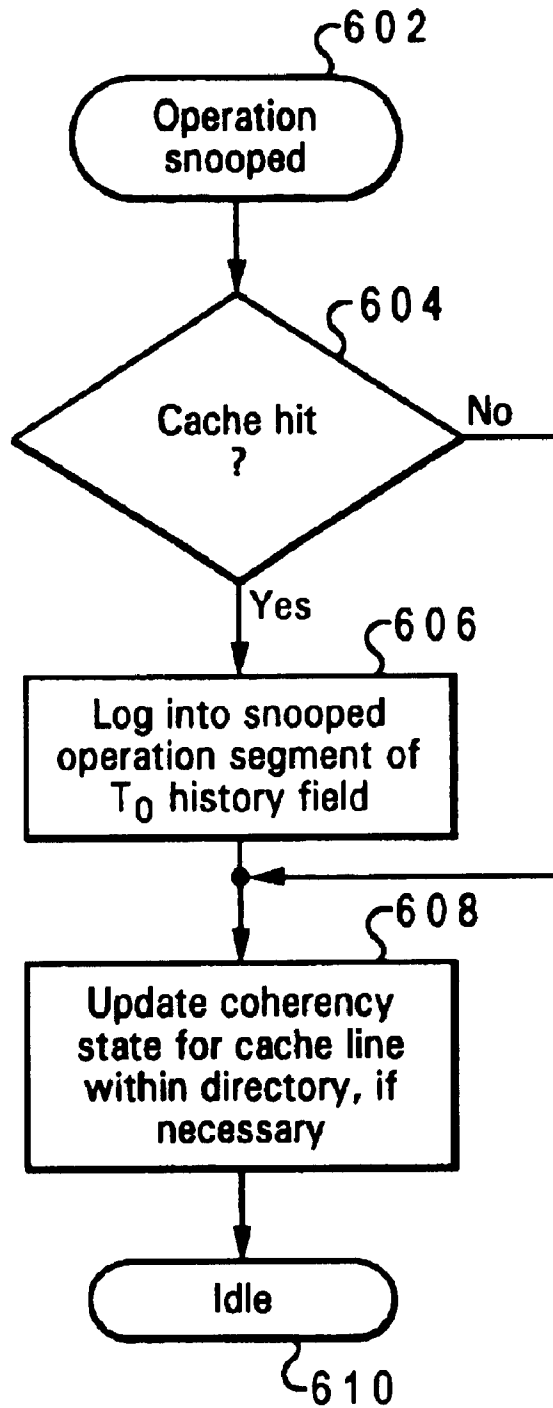 602
Operation
snooped
604
Cache hit
?
No
Yes
606
Log into snooped
operation segment of
T0 history field
608
Update coherency
state for cache line
within directory, if
necessary
Idle
610